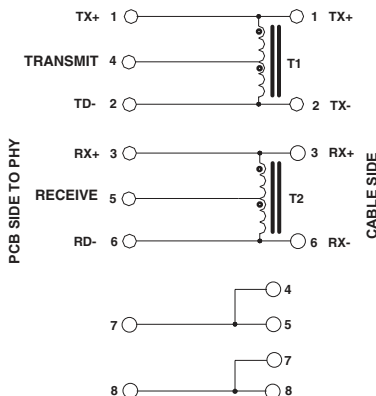 TX+ 1 1 TX+
TRANSMIT 4 T1
TD- 2 2 TX-
PCB SIDE TO PHY
CABLE SIDE
RX+ 3 3 RX+
RECEIVE 5 T2
RD- 6 6 RX-
4
7 5
7
8 8